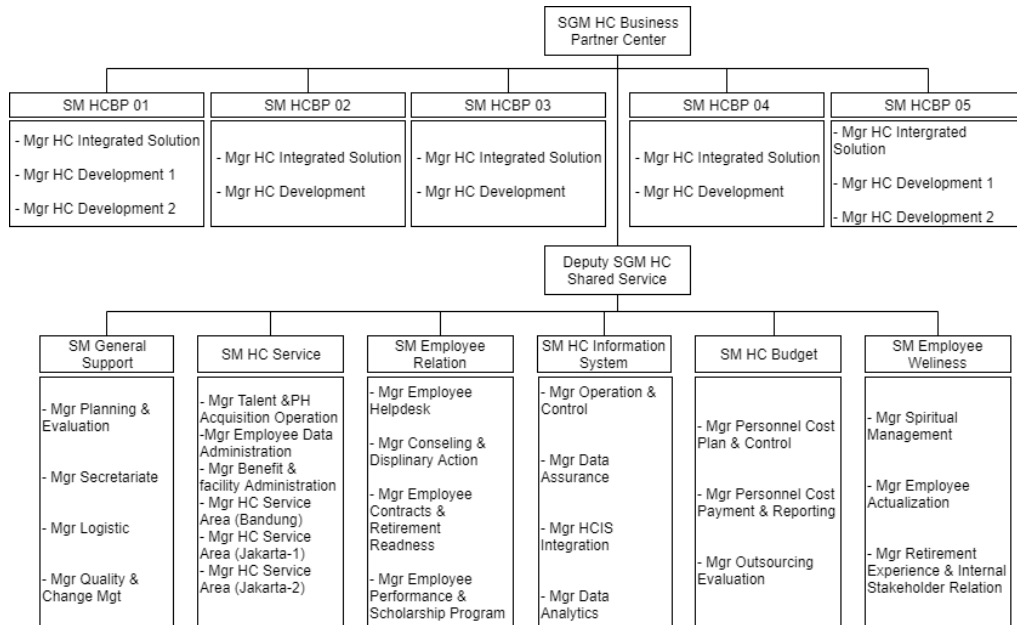 SGM HC Business
Partner Center
SM HCBP 01
- Mgr HC Integrated Solution
- Mgr HC Development 1
- Mgr HC Development 2
SM HCBP 02
- Mgr HC Integrated Solution
- Mgr HC Development
SM HCBP 03
- Mgr HC Integrated Solution
- Mgr HC Development
SM HCBP 04
- Mgr HC Integrated Solution
- Mgr HC Development
SM HCBP 05
- Mgr HC Intergrated
Solution
- Mgr HC Development 1
- Mgr HC Development 2
Deputy SGM HC
Shared Service
SM General
Support
- Mgr Planning &
Evaluation
- Mgr Secretariate
- Mgr Logistic
- Mgr Quality &
Change Mgt
SM HC Service
- Mgr Talent &PH
Acquisition Operation
-Mgr Employee Data
Administration
- Mgr Benefit &
facility Administration
- Mgr HC Service
Area (Bandung)
- Mgr HC Service
Area (Jakarta-1)
- Mgr HC Service
Area (Jakarta-2)
SM Employee
Relation
- Mgr Employee
Helpdesk
- Mgr Conseling &
Displinary Action
- Mgr Employee
Contracts &
Retirement
Readness
- Mgr Employee
Performance &
Scholarship Program
SM HC Information
System
- Mgr Operation &
Control
- Mgr Data
Assurance
- Mgr HCIS
Integration
- Mgr Data
Analytics
SM HC Budget
- Mgr Personnel Cost
Plan & Control
- Mgr Personnel Cost
Payment & Reporting
- Mgr Outsourcing
Evaluation
SM Employee
Weliness
- Mgr Spiritual
Management
- Mgr Employee
Actualization
- Mgr Retirement
Experience & Internal
Stakeholder Relation